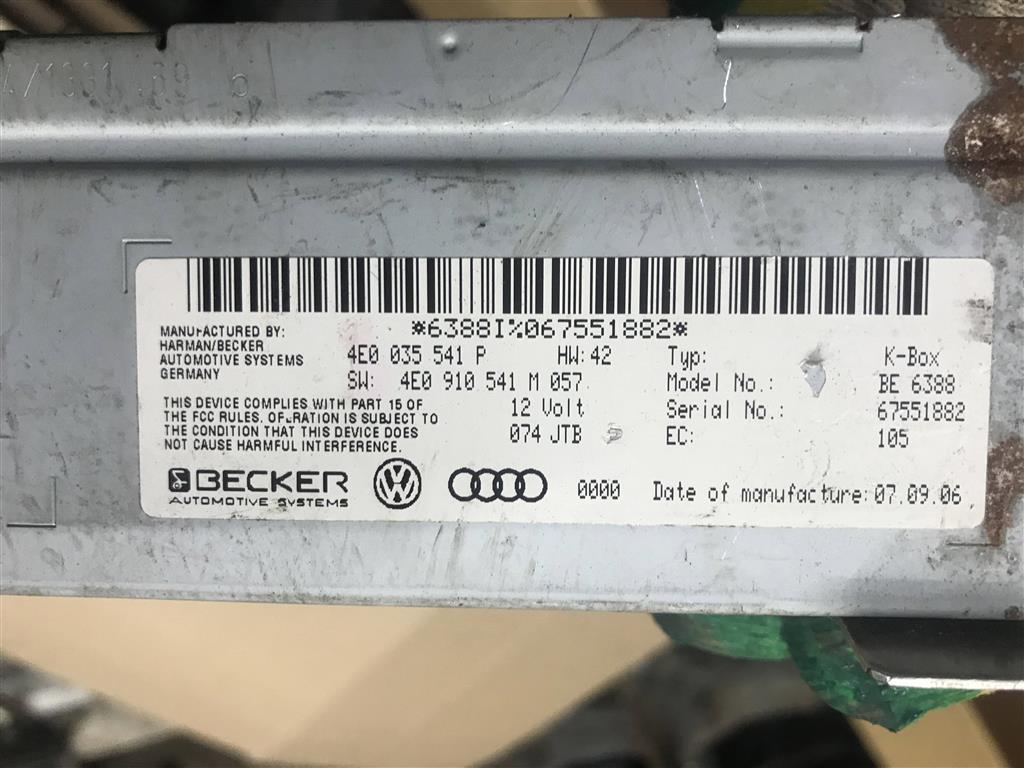 *6388I%067551882*
MANUFACTURED BY:
HARMAN/BECKER
AUTOMOTIVE SYSTEMS
GERMANY
4E0 035 541 P HW: 42
SW: 4E0 910 541 M 057
12 Volt
074 JTB
Typ: K-Box
Model No.: BE 6388
Serial No.: 67551882
EC: 105
THIS DEVICE COMPLIES WITH PART 15 OF
THE FCC RULES. OPERATION IS SUBJECT TO
THE CONDITION THAT THIS DEVICE DOES
NOT CAUSE HARMFUL INTERFERENCE.
BECKER
AUTOMOTIVE SYSTEMS
0000 Date of manufacture: 07.09.06